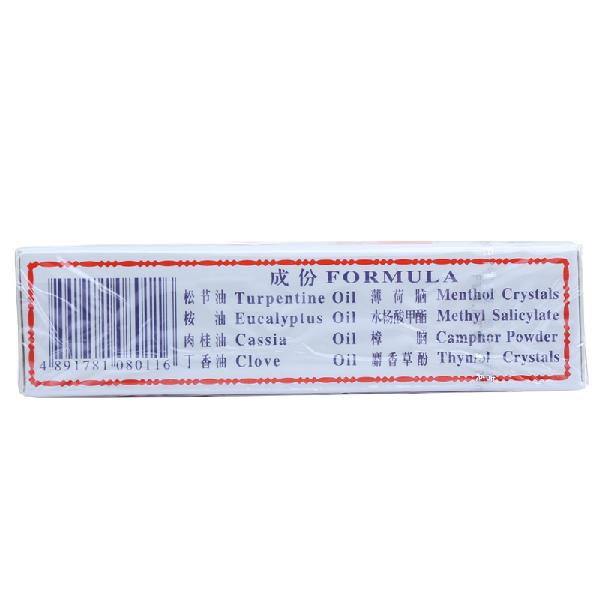 成份 FORMULA
松节油 Turpentine Oil 薄荷脑 Menthol Crystals
桉油 Eucalyptus Oil 水杨酸甲酯 Methyl Salicylate
肉桂油 Cassia Oil 樟脑 Camphor Powder
丁香油 Clove Oil 麝香草酚 Thymol Crystals
4 891781 080116